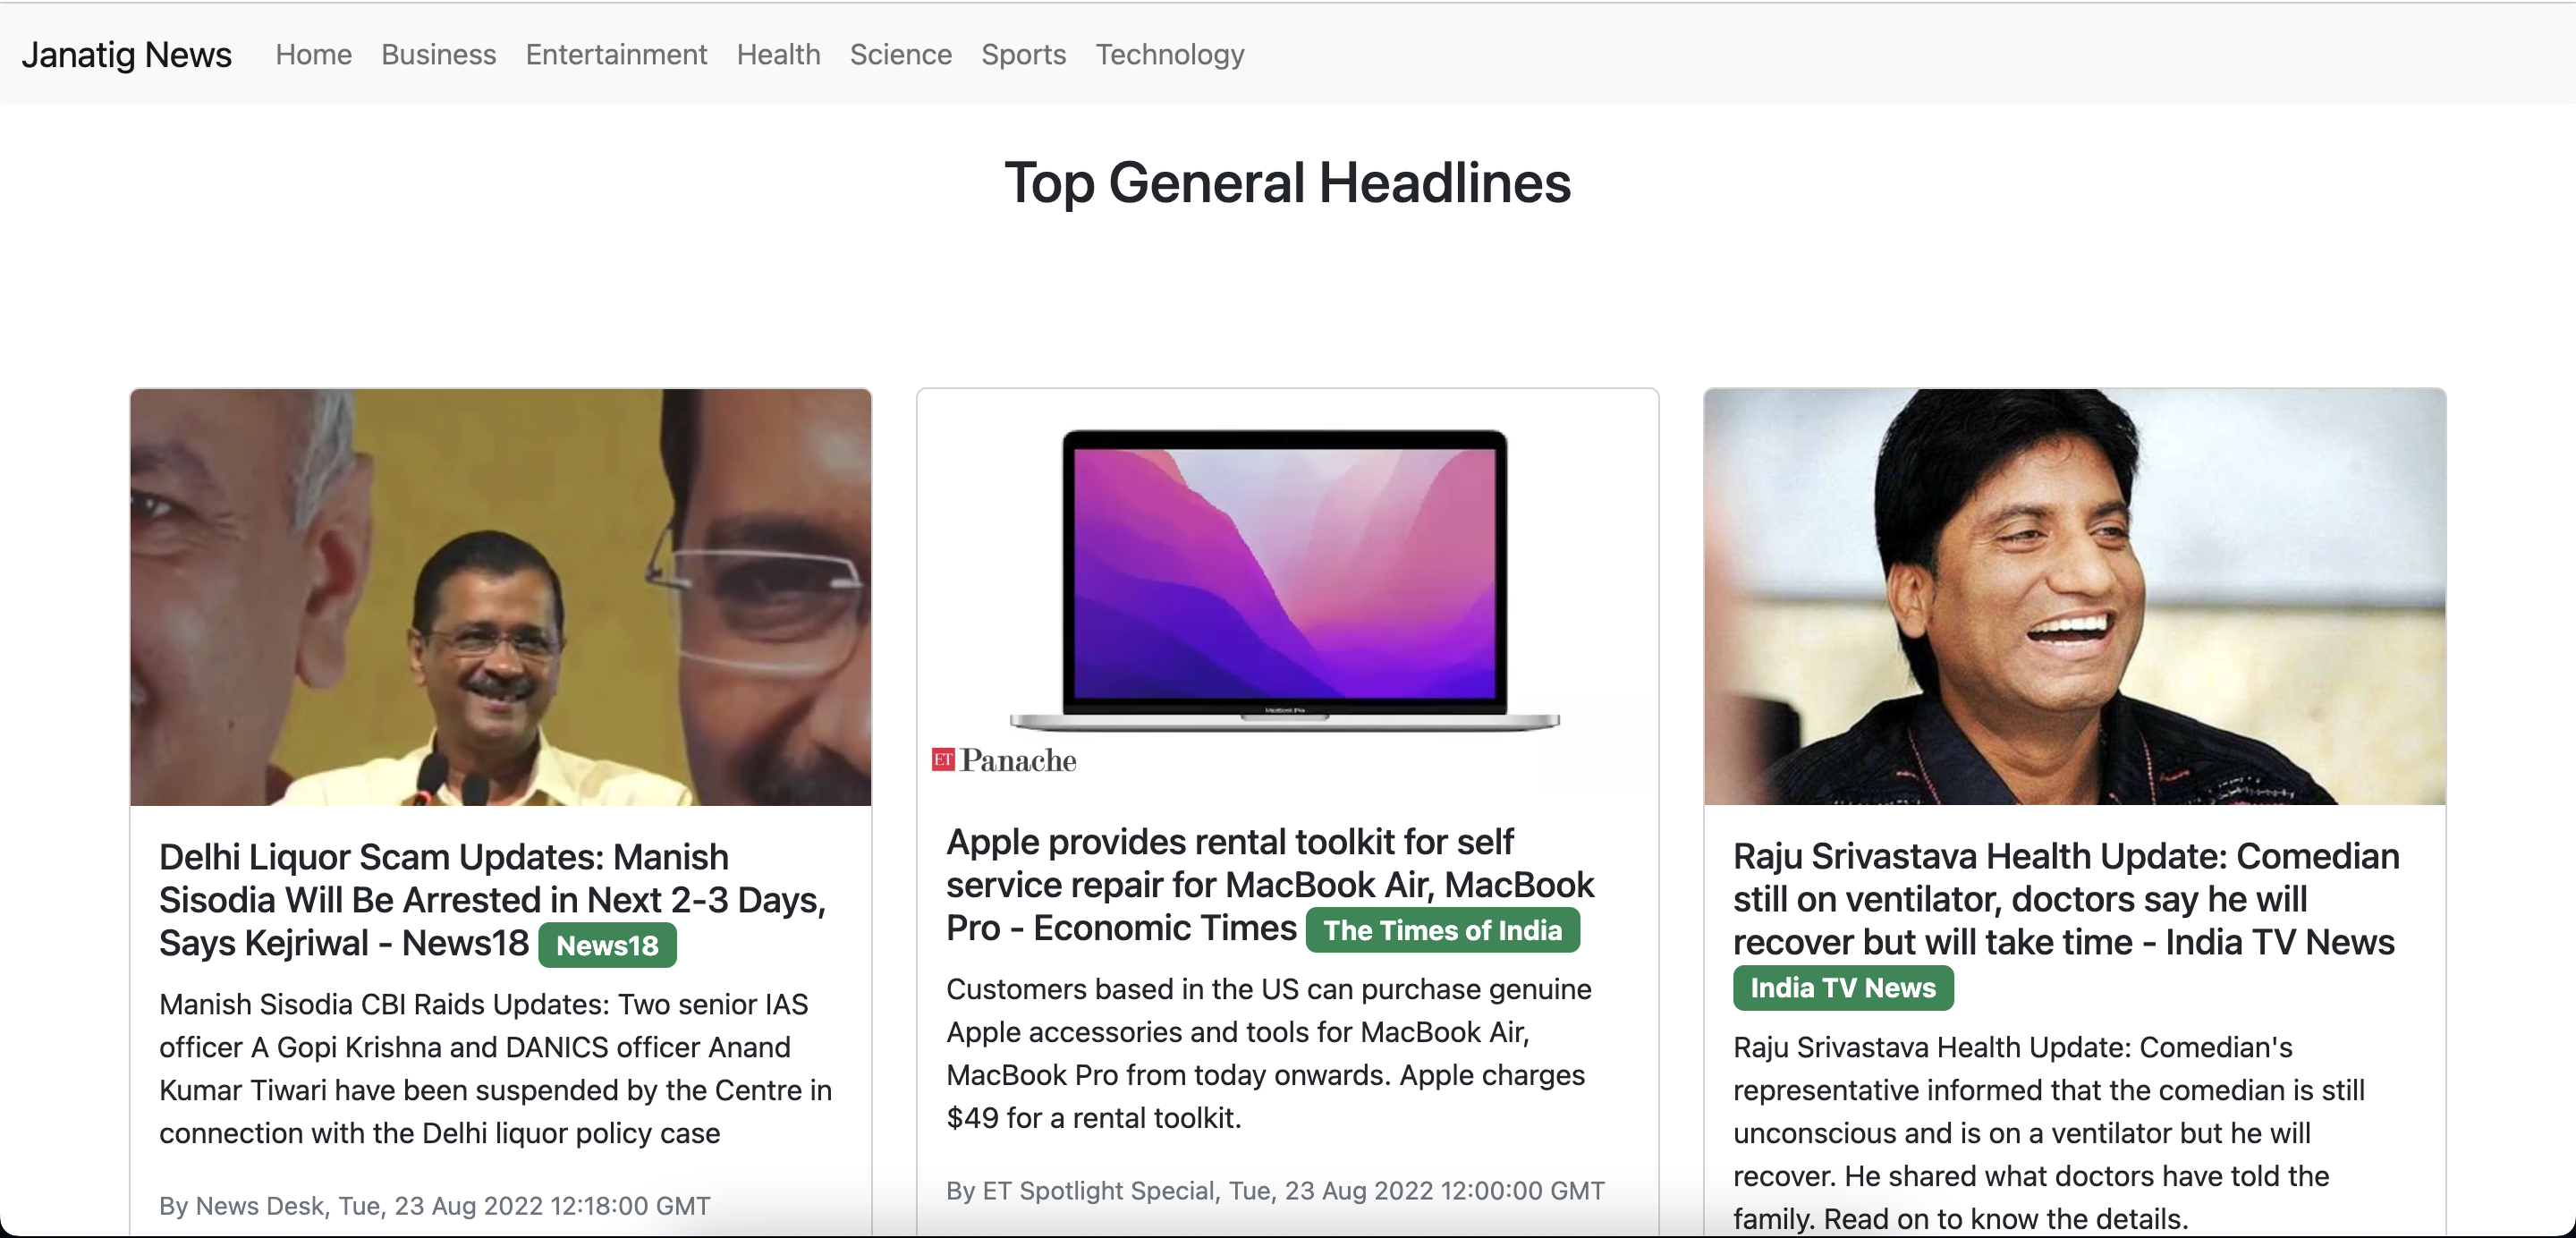 Janatig News Home Business Entertainment Health Science Sports Technology
Top General Headlines
MacBook Pro
ET Panache
Delhi Liquor Scam Updates: Manish
Sisodia Will Be Arrested in Next 2-3 Days,
Says Kejriwal - News18 News18
Manish Sisodia CBI Raids Updates: Two senior IAS
officer A Gopi Krishna and DANICS officer Anand
Kumar Tiwari have been suspended by the Centre in
connection with the Delhi liquor policy case
By News Desk, Tue, 23 Aug 2022 12:18:00 GMT
Apple provides rental toolkit for self
service repair for MacBook Air, MacBook
Pro - Economic Times The Times of India
Customers based in the US can purchase genuine
Apple accessories and tools for MacBook Air,
MacBook Pro from today onwards. Apple charges
$49 for a rental toolkit.
By ET Spotlight Special, Tue, 23 Aug 2022 12:00:00 GMT
Raju Srivastava Health Update: Comedian
still on ventilator, doctors say he will
recover but will take time - India TV News
India TV News
Raju Srivastava Health Update: Comedian's
representative informed that the comedian is still
unconscious and is on a ventilator but he will
recover. He shared what doctors have told the
family. Read on to know the details.